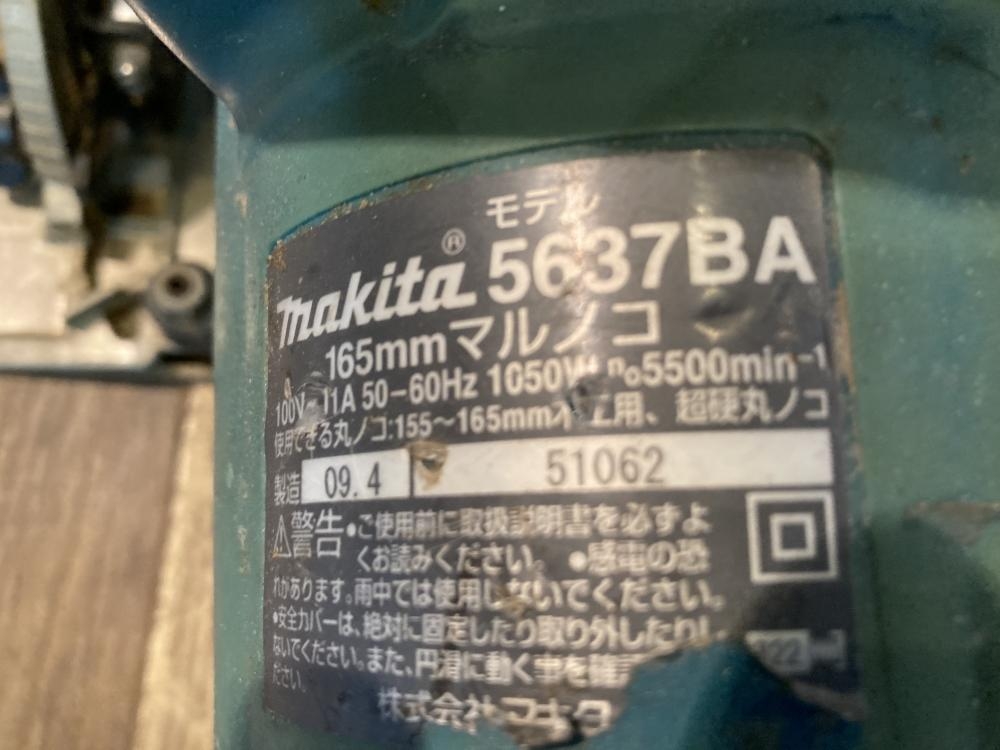 モデル
makita® 5637BA
165mmマルノコ
100V～11A 50-60Hz 1050W n₀5500min⁻¹
使用できる丸ノコ:155～165mm木工用、超硬丸ノコ
製造 09.4 51062
⚠警告 ●ご使用前に取扱説明書を必ずよ
くお読みください。 ●感電の恐
れがあります。雨中では使用しないでください。
●安全カバーは、絶対に固定したり取り外したりし
ないでください。また、円滑に動く事を確認
ださい。
株式会社マキタ